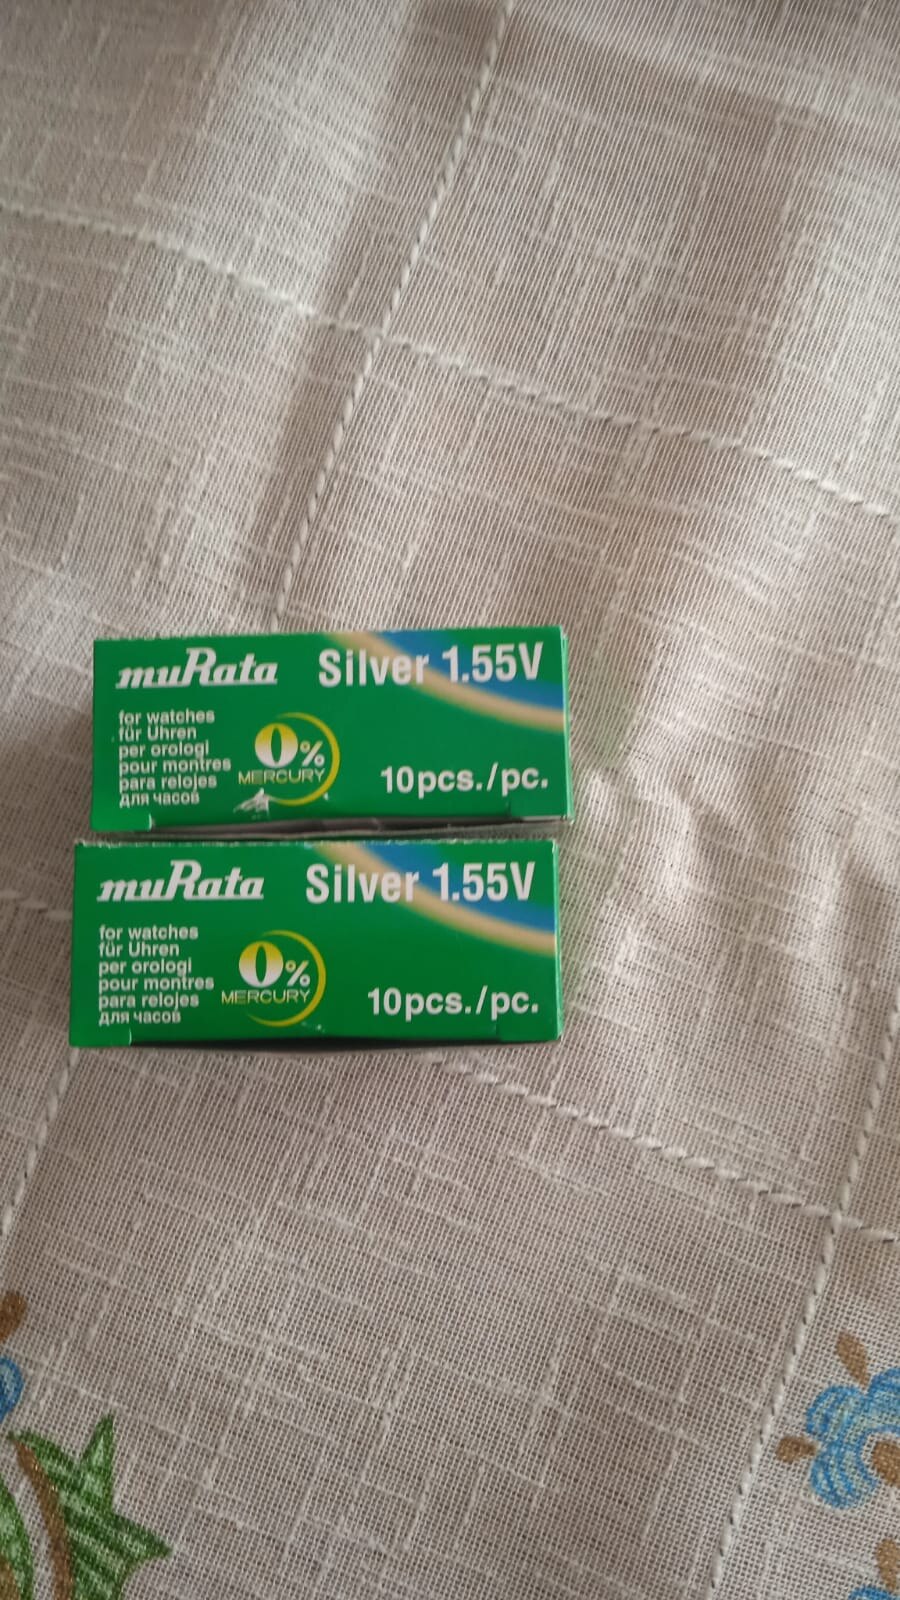 muRata Silver 1.55V
for watches
für Uhren
per orologi
pour montres
para relojes
для часов
0%
MERCURY
10pcs./pc.
muRata Silver 1.55V
for watches
für Uhren
per orologi
pour montres
para relojes
для часов
0%
MERCURY
10pcs./pc.